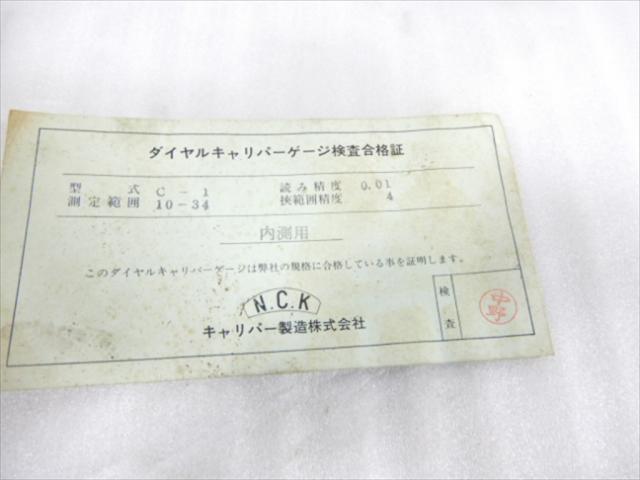 ダイヤルキャリパーゲージ検査合格証
型式 C-1 読み精度 0.01
測定範囲 10-34 挟範囲精度 4
内測用
このダイヤルキャリパーゲージは弊社の規格に合格している事を証明します。
N.C.K
キャリパー製造株式会社
検査
中野